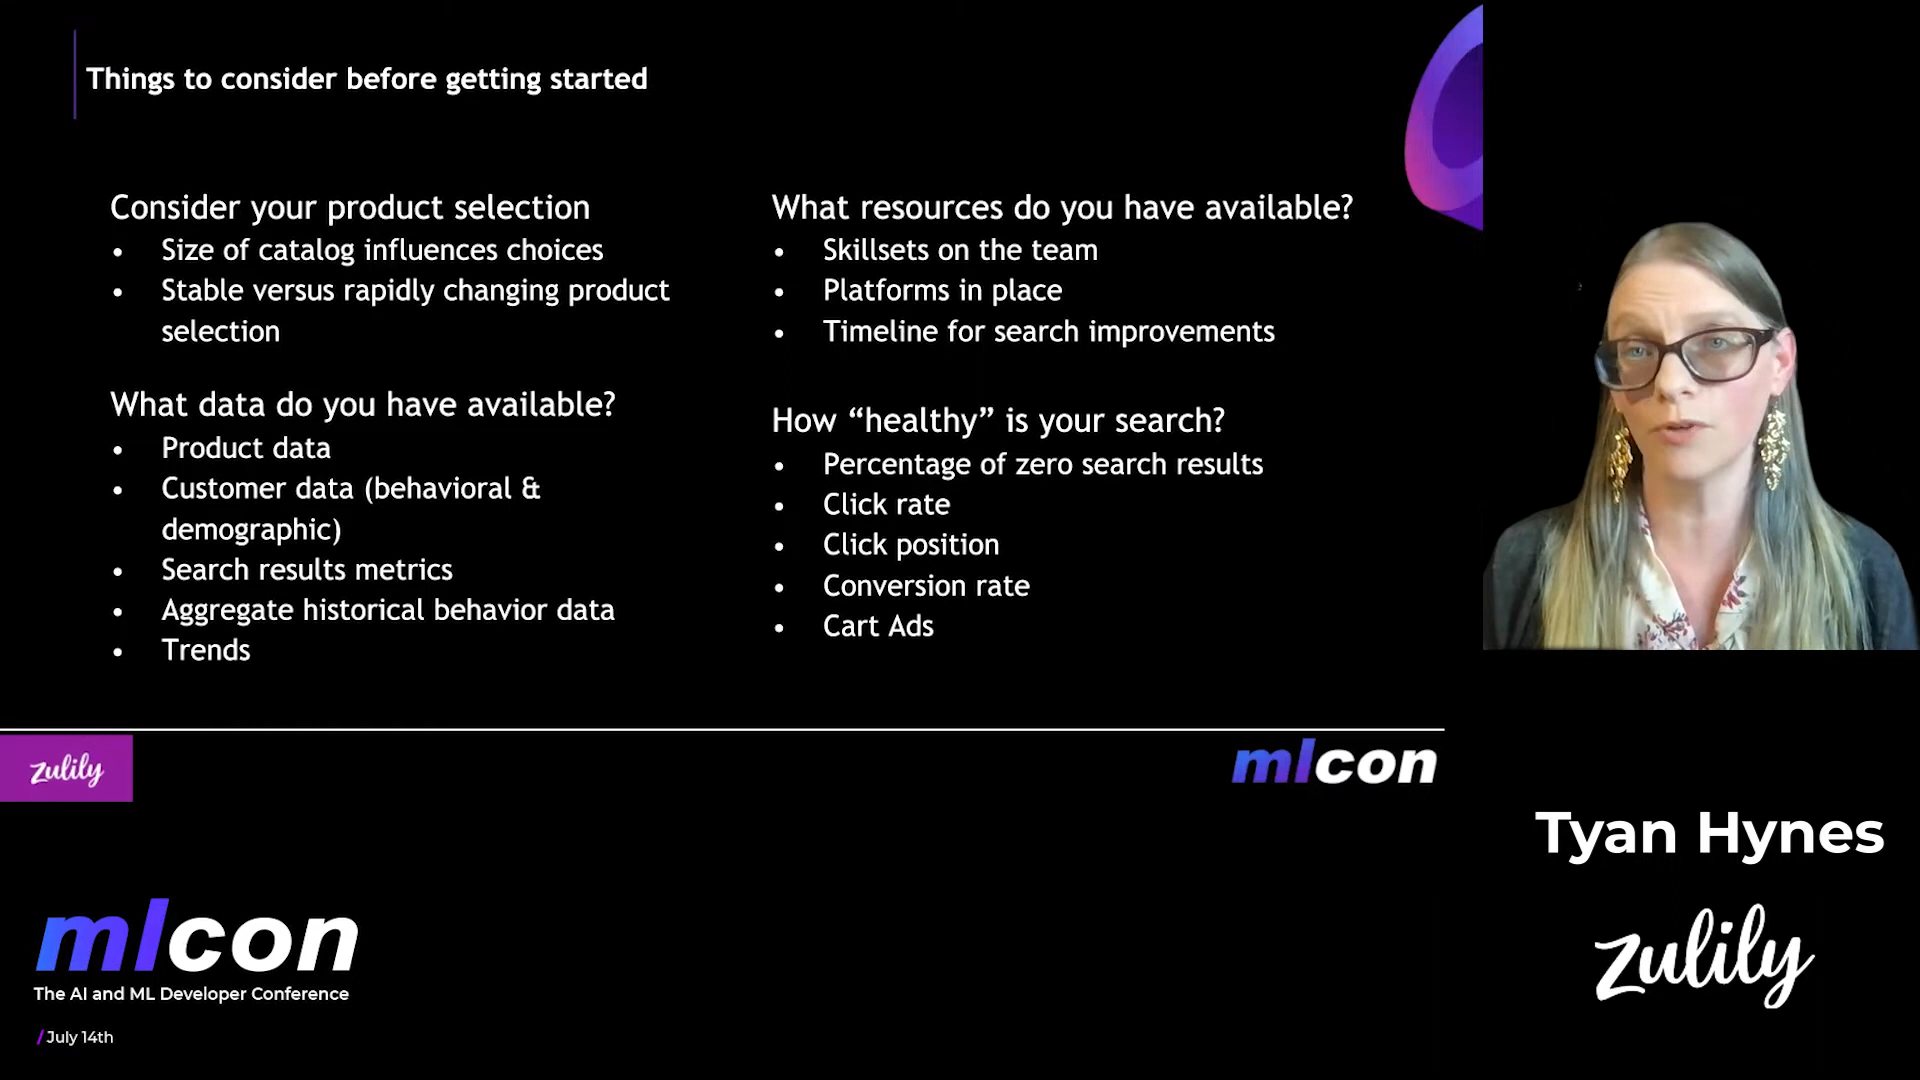 Things to consider before getting started
Consider your product selection
• Size of catalog influences choices
• Stable versus rapidly changing product
selection
What data do you have available?
• Product data
• Customer data (behavioral &
demographic)
• Search results metrics
• Aggregate historical behavior data
• Trends
What resources do you have available?
• Skillsets on the team
• Platforms in place
• Timeline for search improvements
How “healthy” is your search?
• Percentage of zero search results
• Click rate
• Click position
• Conversion rate
• Cart Ads
zulily
mlcon
Tyan Hynes
zulily
mlcon
The AI and ML Developer Conference
/ July 14th